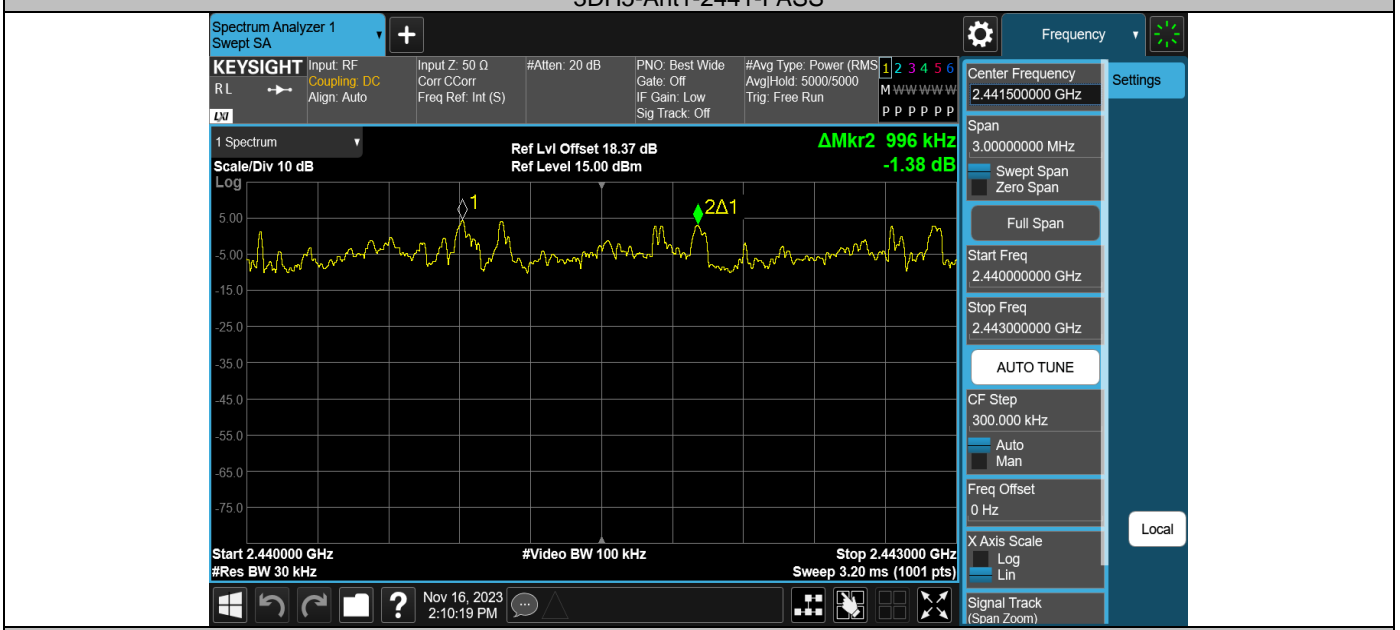 3DH5-Ant1-2441-PASS
Spectrum Analyzer 1
Swept SA
+
Frequency
KEYSIGHT
RL
LXI
Input: RF
Coupling: DC
Align: Auto
Input Z: 50 Ω
Corr CCorr
Freq Ref: Int (S)
#Atten: 20 dB
PNO: Best Wide
Gate: Off
IF Gain: Low
Sig Track: Off
#Avg Type: Power (RMS
Avg|Hold: 5000/5000
Trig: Free Run
1 2 3 4 5 6
M W W W W W
P P P P P P
1 Spectrum
Scale/Div 10 dB
Log
Ref Lvl Offset 18.37 dB
Ref Level 15.00 dBm
ΔMkr2 996 kHz
-1.38 dB
1
2Δ1
5.00
-5.00
-15.0
-25.0
-35.0
-45.0
-55.0
-65.0
-75.0
Start 2.440000 GHz
#Video BW 100 kHz
Stop 2.443000 GHz
#Res BW 30 kHz
Sweep 3.20 ms (1001 pts)
?
Nov 16, 2023
2:10:19 PM
Center Frequency
2.441500000 GHz
Settings
Span
3.00000000 MHz
Swept Span
Zero Span
Full Span
Start Freq
2.440000000 GHz
Stop Freq
2.443000000 GHz
AUTO TUNE
CF Step
300.000 kHz
Auto
Man
Freq Offset
0 Hz
Local
X Axis Scale
Log
Lin
Signal Track
(Span Zoom)